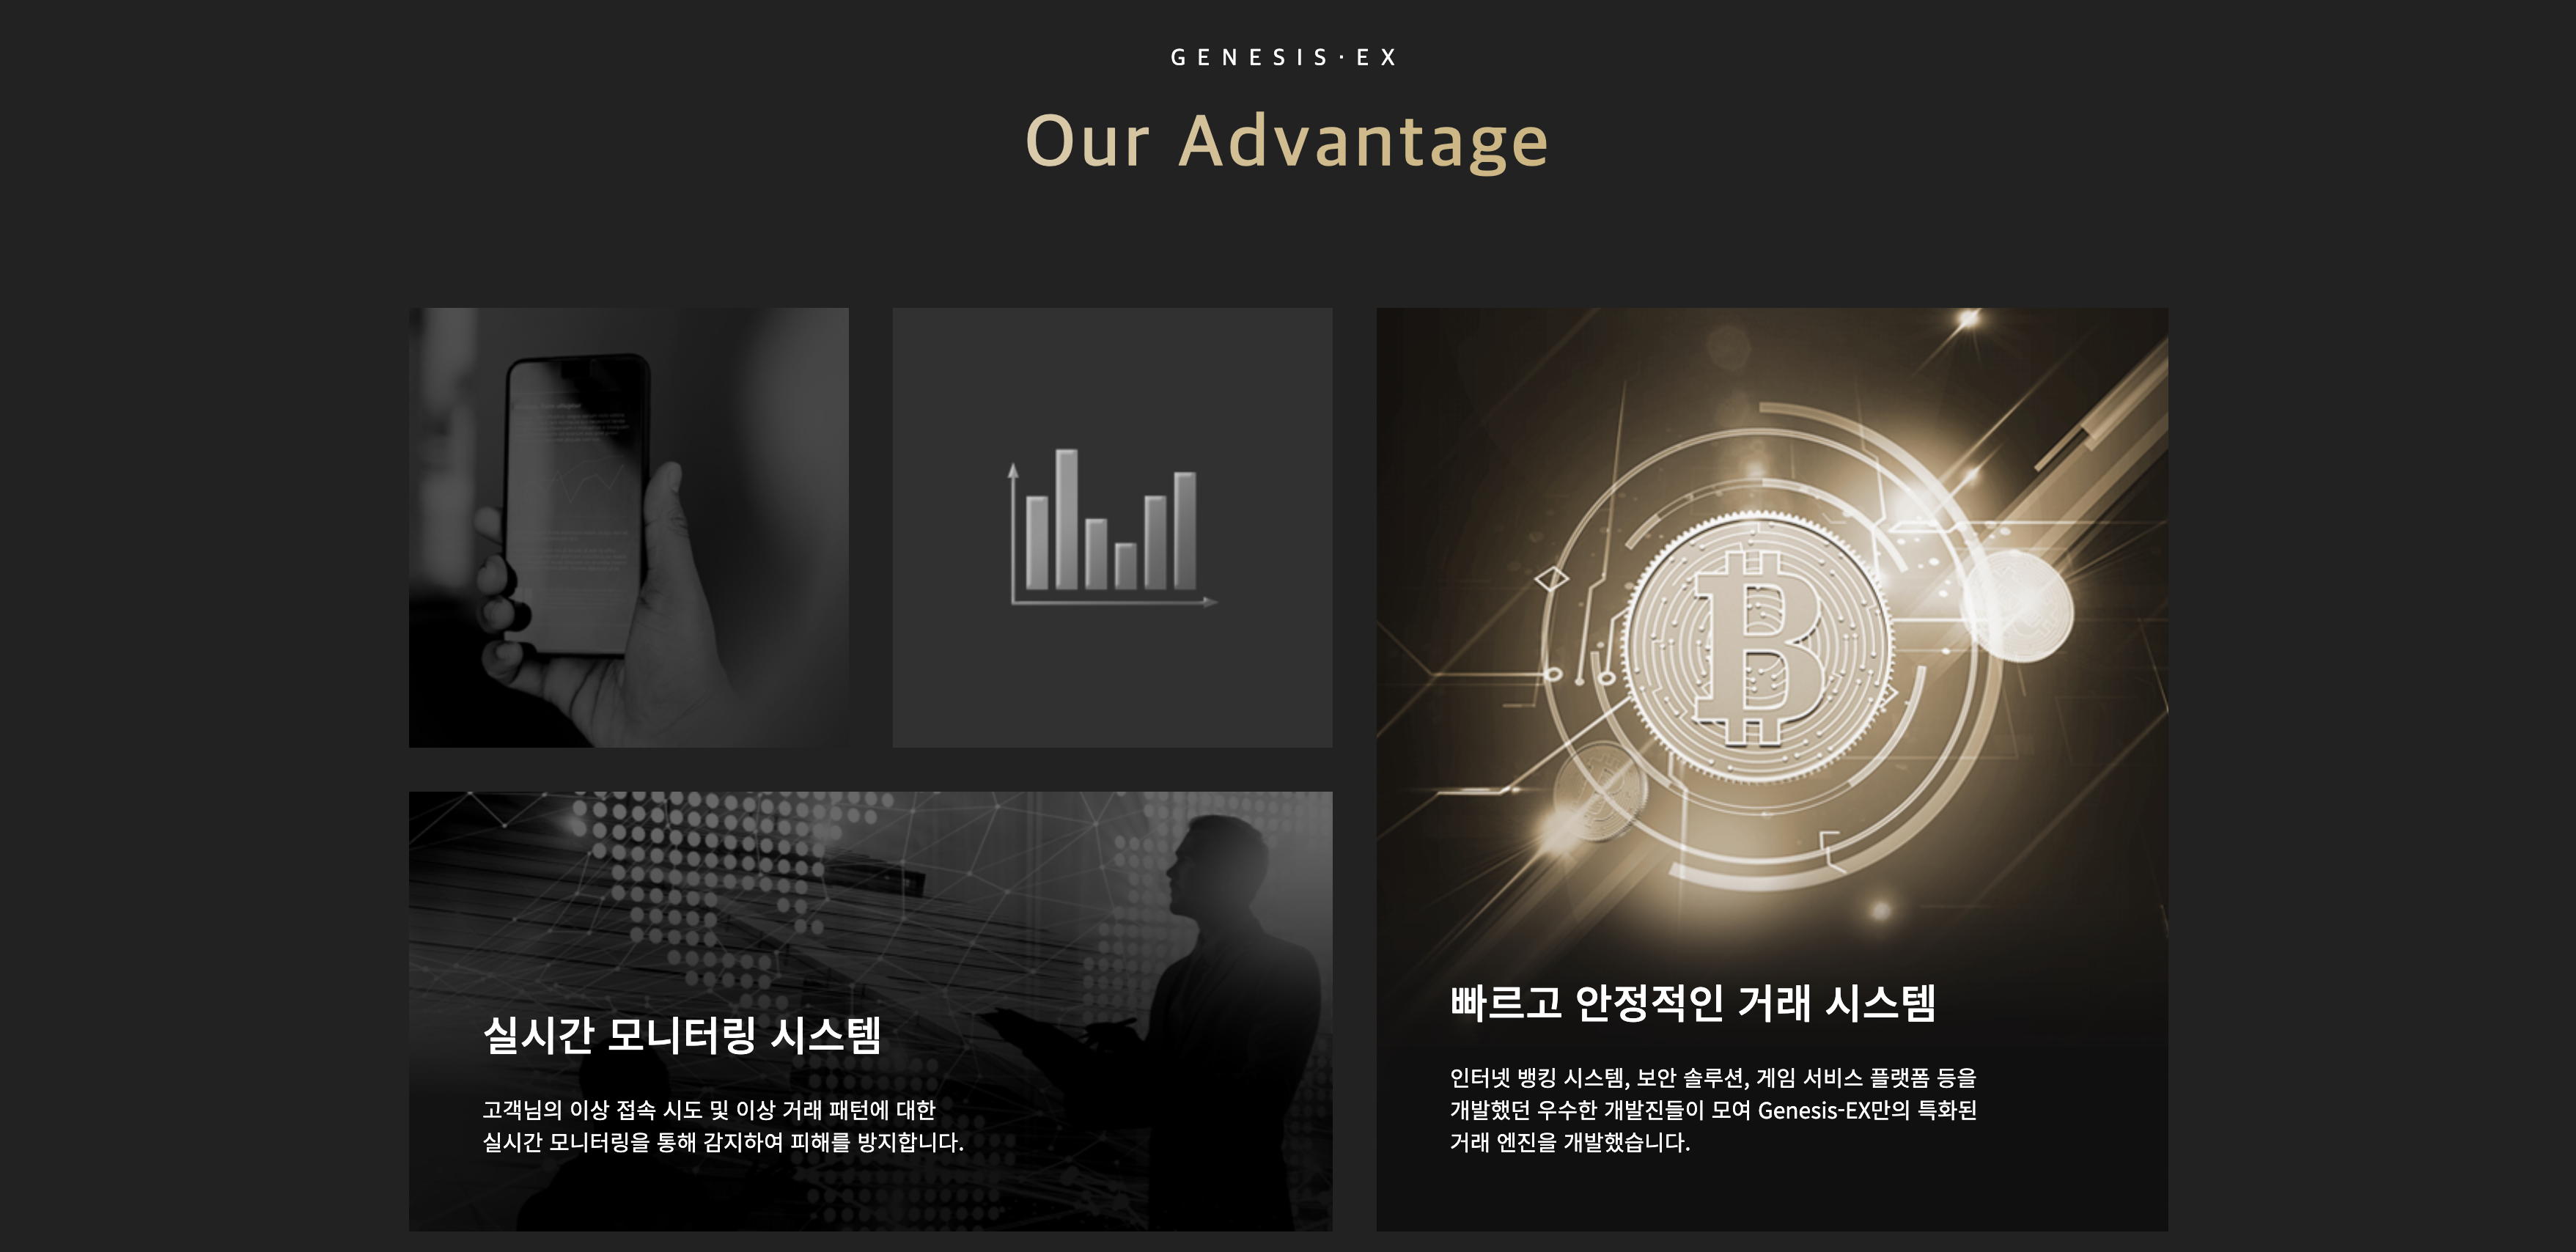 GENESIS·EX
Our Advantage
실시간 모니터링 시스템
고객님의 이상 접속 시도 및 이상 거래 패턴에 대한
실시간 모니터링을 통해 감지하여 피해를 방지합니다.
빠르고 안정적인 거래 시스템
인터넷 뱅킹 시스템, 보안 솔루션, 게임 서비스 플랫폼 등을
개발했던 우수한 개발진들이 모여 Genesis-EX만의 특화된
거래 엔진을 개발했습니다.